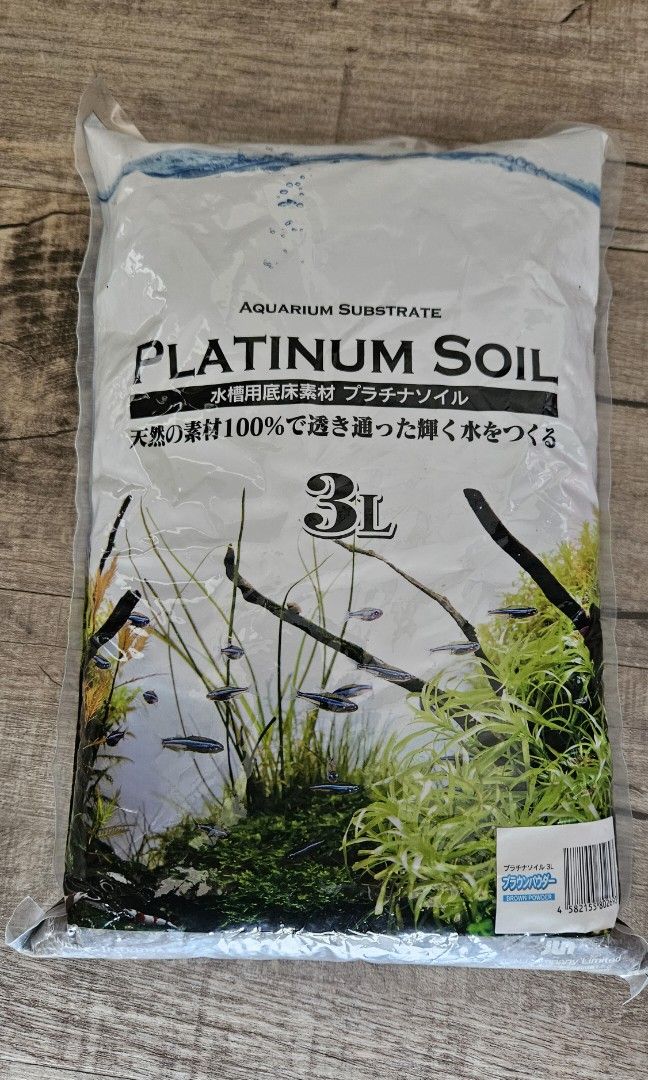 AQUARIUM SUBSTRATE
PLATINUM SOIL
水槽用底床素材 プラチナソイル
天然の素材100%で透き通った輝く水をつくる
3L
プラチナソイル 3L
ブラウンパウダー
BROWN POWDER
4 582153
Limited